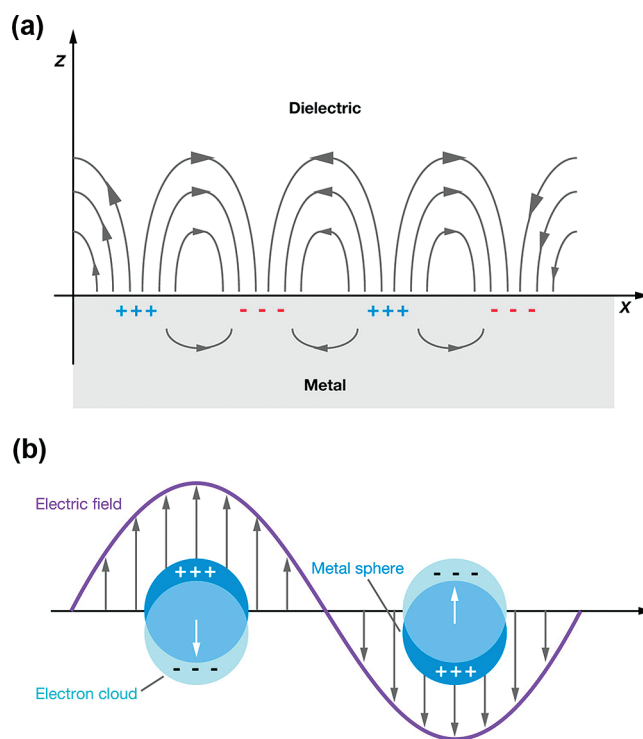 (a)
z
Dielectric
+++
- - -
+++
- - -
x
Metal
(b)
Electric field
+++
Metal sphere
- - -
- - -
+++
Electron cloud